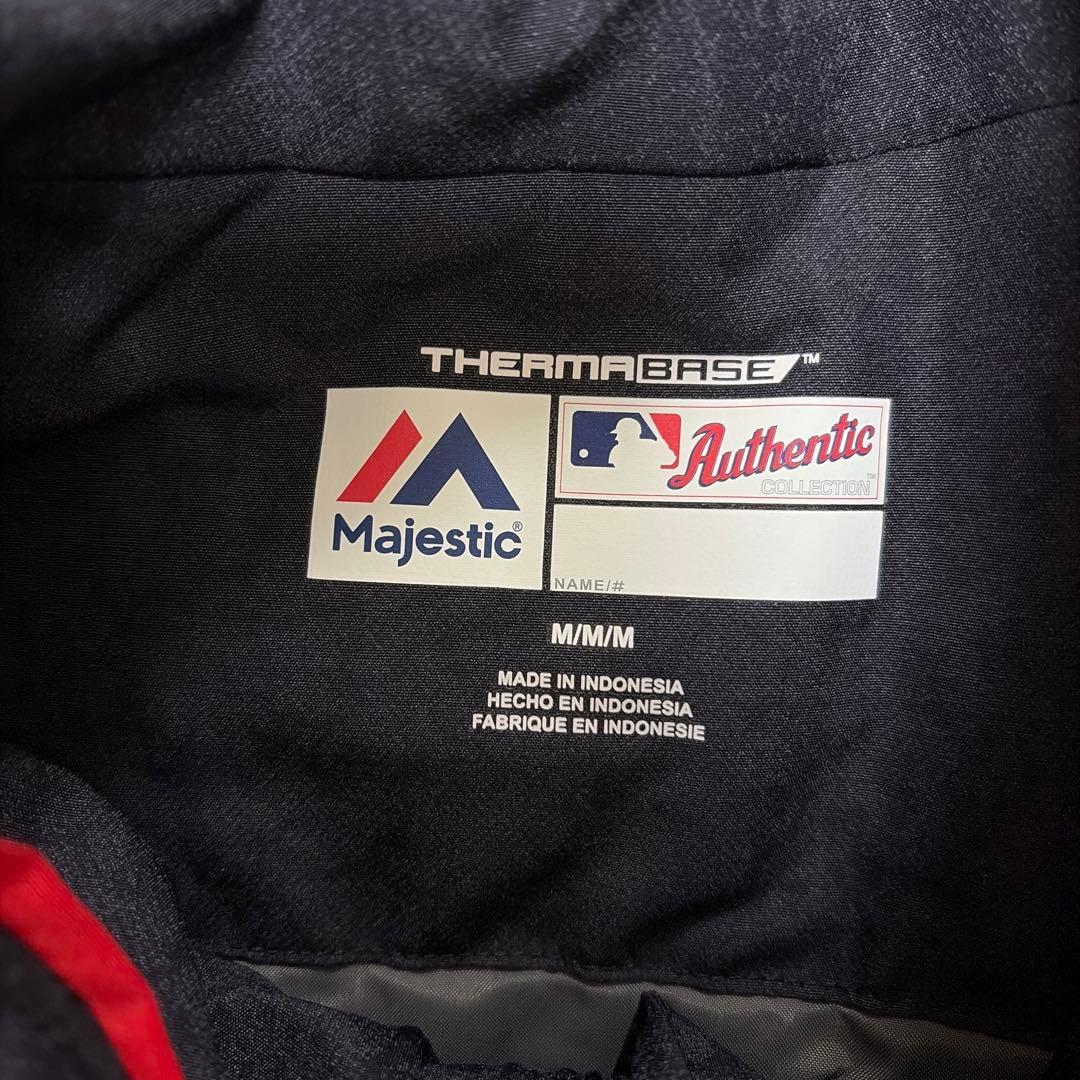 THERMABASE™
Majestic®
Authentic
COLLECTION™
NAME/#
M/M/M
MADE IN INDONESIA
HECHO EN INDONESIA
FABRIQUE EN INDONESIE